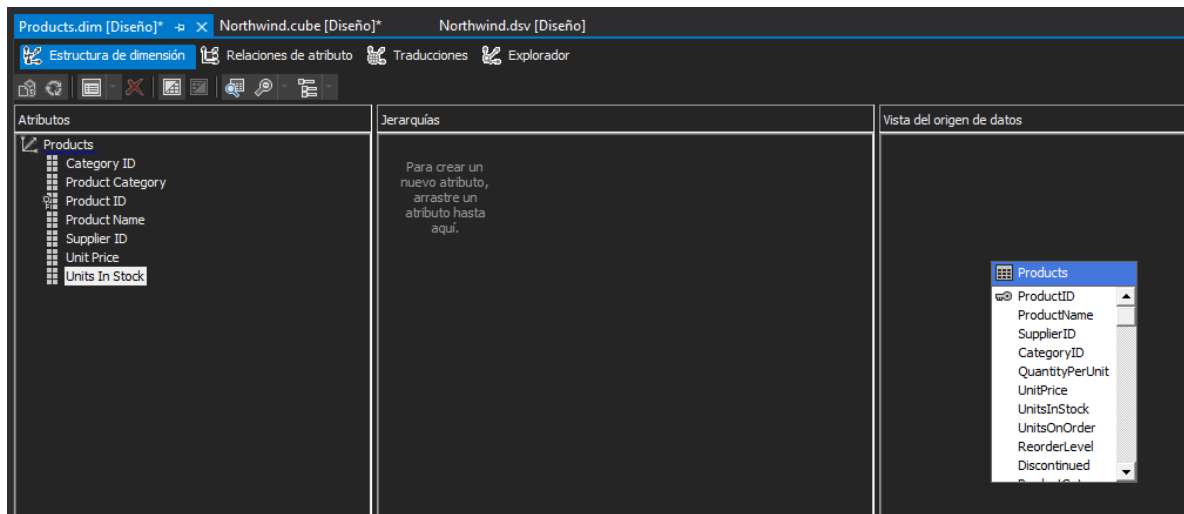 Products.dim [Diseño]* Northwind.cube [Diseño]* Northwind.dsv [Diseño]
Estructura de dimensión Relaciones de atributo Traducciones Explorador
Atributos
Products
Category ID
Product Category
Product ID
Product Name
Supplier ID
Unit Price
Units In Stock
Jerarquías
Para crear un
nuevo atributo,
arrastre un
atributo hasta
aquí.
Vista del origen de datos
Products
ProductID
ProductName
SupplierID
CategoryID
QuantityPerUnit
UnitPrice
UnitsInStock
UnitsOnOrder
ReorderLevel
Discontinued